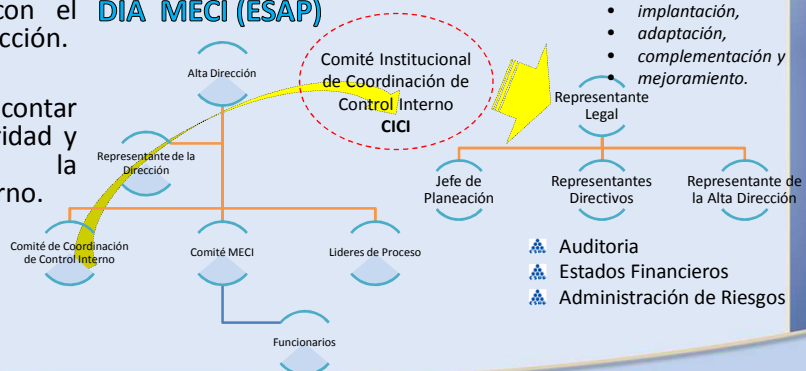 con el
cción.
contar
ridad y
la
rno.
DIA MECI (ESAP)
Alta Dirección
Representante de la
Dirección
Comité de Coordinación
de Control Interno
Comité MECI
Lideres de Proceso
Funcionarios
Comité Institucional
de Coordinación de
Control Interno
CICI
• implantación,
• adaptación,
• complementación y
• mejoramiento.
Representante
Legal
Jefe de
Planeación
Representantes
Directivos
Representante de
la Alta Dirección
Auditoria
Estados Financieros
Administración de Riesgos